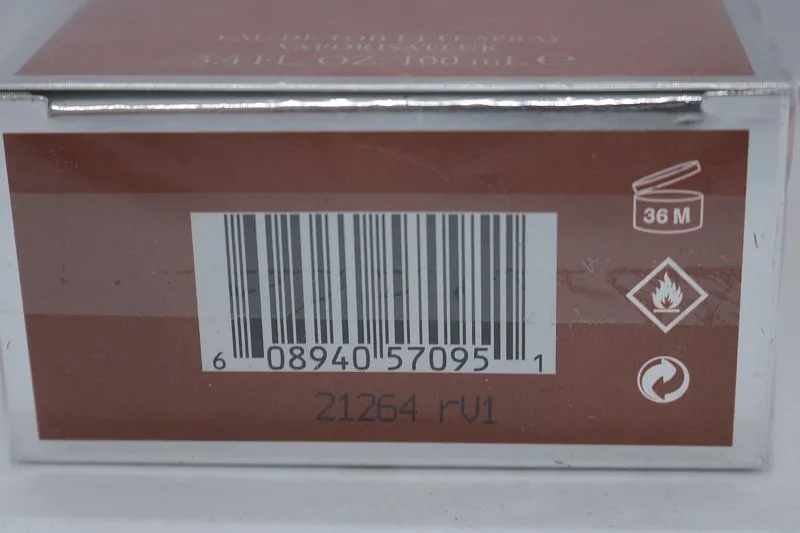 EAU DE TOILETTE SPRAY
VAPORISATEUR
3.4 FL. OZ. 100 mL ℮
36 M
6 08940 57095 1
21264 rV1